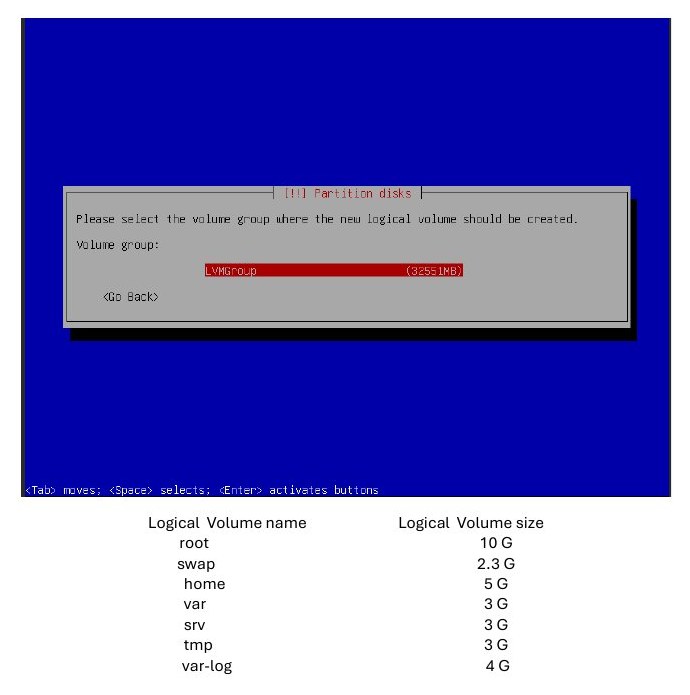 [!!] Partition disks
Please select the volume group where the new logical volume should be created.
Volume group:
LVMGroup (32551MB)
<Go Back>
<Tab> moves; <Space> selects; <Enter> activates buttons
Logical Volume name Logical Volume size
root 10 G
swap 2.3 G
home 5 G
var 3 G
srv 3 G
tmp 3 G
var-log 4 G